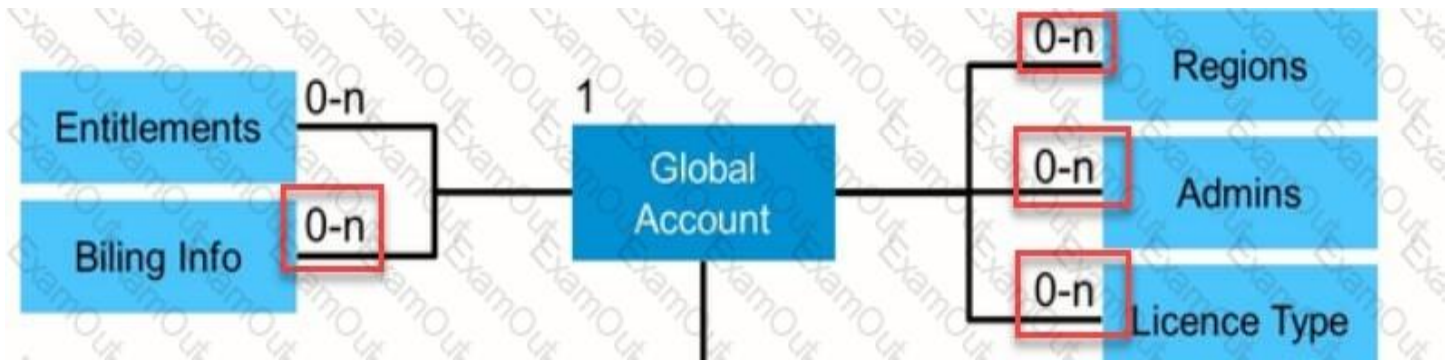 Entitlements
0-n
Biling Info
0-n
1
Global
Account
0-n
Regions
0-n
Admins
0-n
Licence Type